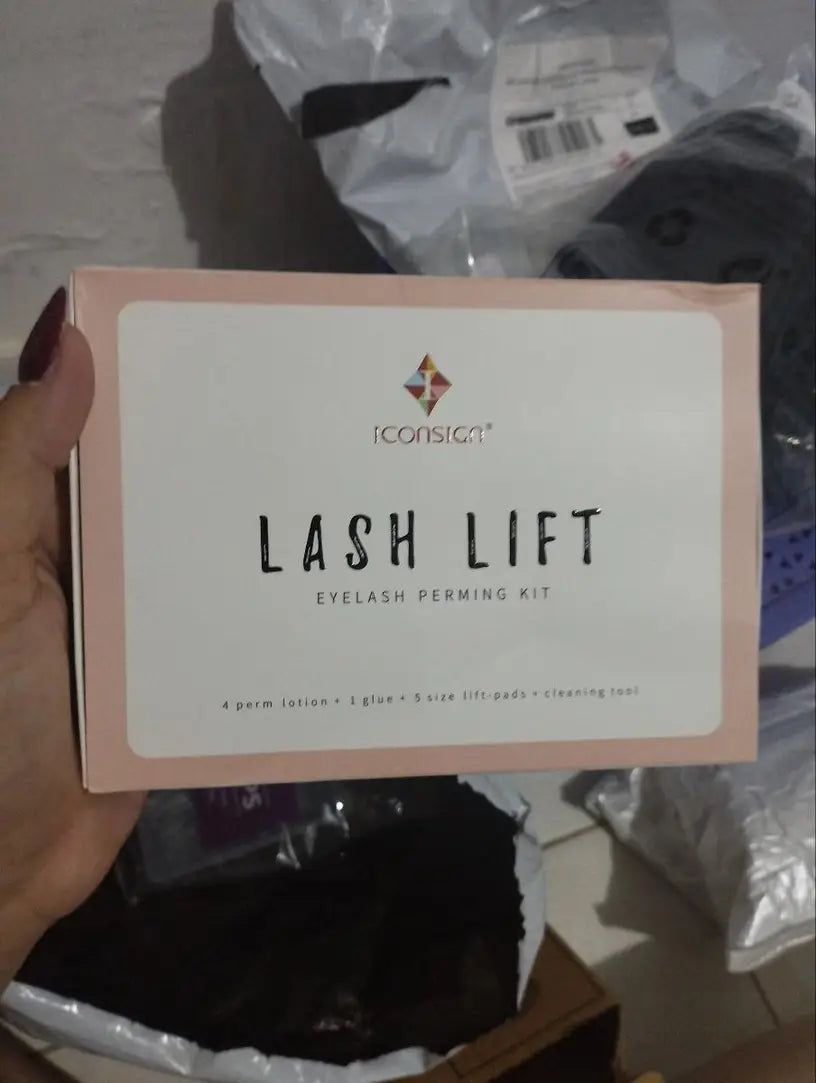 ICONSIGN®
LASH LIFT
EYELASH PERMING KIT
4 perm lotion + 1 glue + 5 size lift-pads + cleaning tool